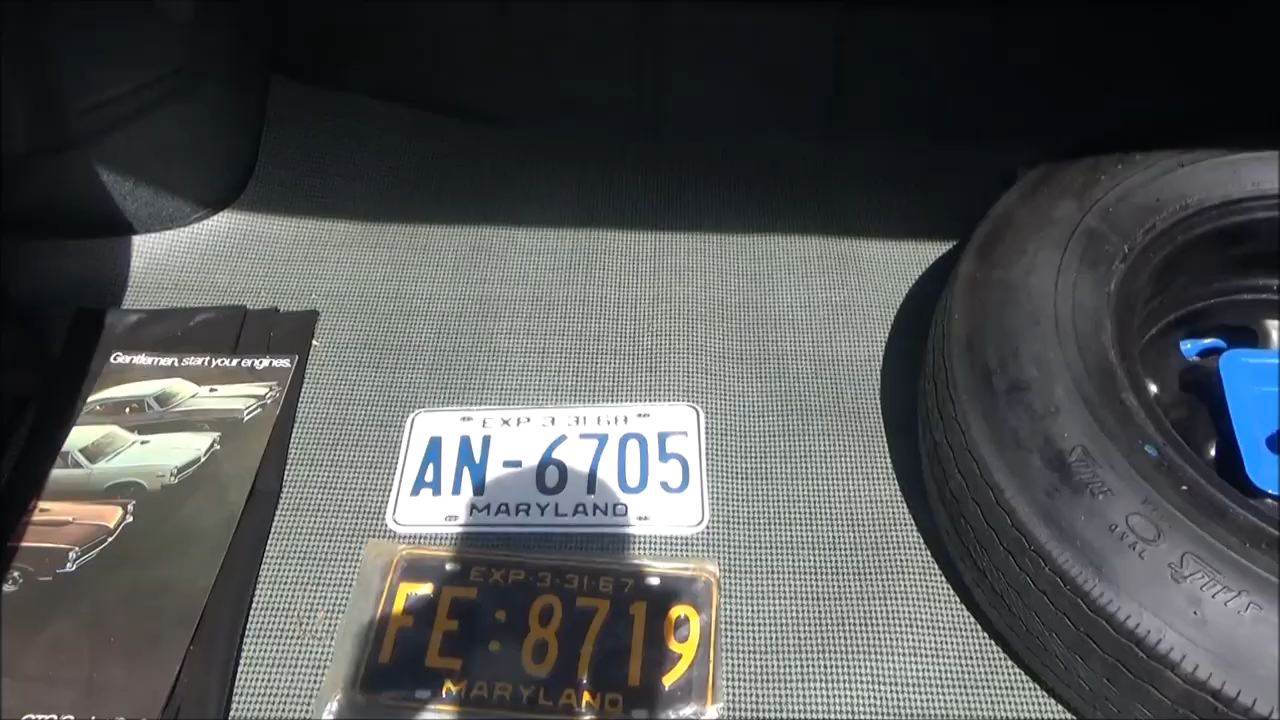 Gentlemen, start your engines.
EXP 3 31 68
AN-6705
MARYLAND
EXP·3·31·67
FE:8719
MARYLAND